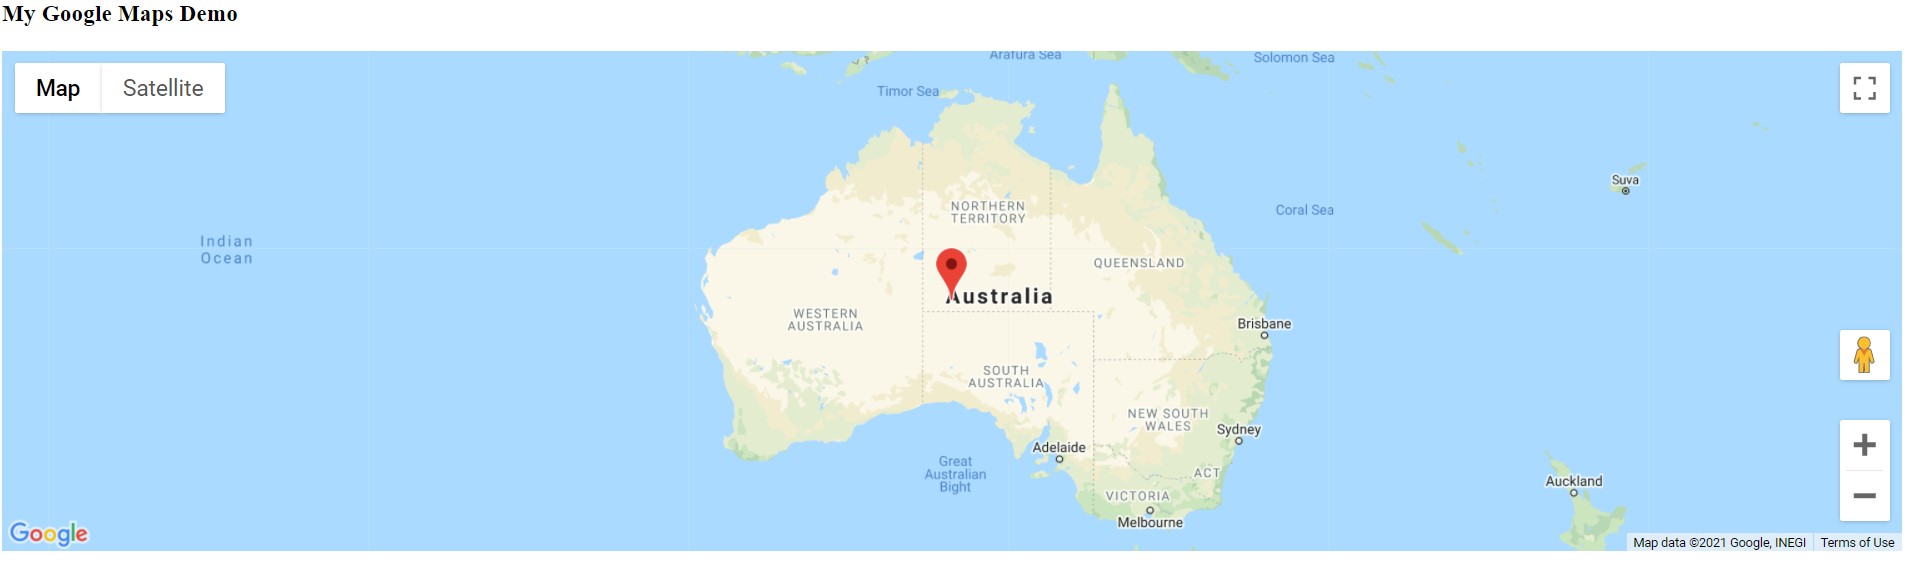 My Google Maps Demo
Map
Satellite
Arafura Sea
Solomon Sea
Timor Sea
Suva
NORTHERN
TERRITORY
Coral Sea
Indian
Ocean
QUEENSLAND
Australia
WESTERN
AUSTRALIA
Brisbane
SOUTH
AUSTRALIA
NEW SOUTH
WALES
Sydney
Adelaide
Great
Australian
Bight
ACT
Auckland
VICTORIA
Melbourne
Google
Map data ©2021 Google, INEGI
Terms of Use